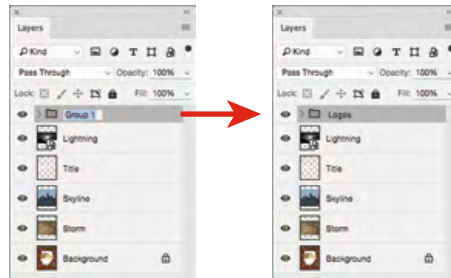 Layers
Kind
Pass Through Opacity: 100%
Lock: Fill: 100%
Group 1
Lightning
Title
Skyline
Storm
Background
Layers
Kind
Pass Through Opacity: 100%
Lock: Fill: 100%
Logos
Lightning
Title
Skyline
Storm
Background